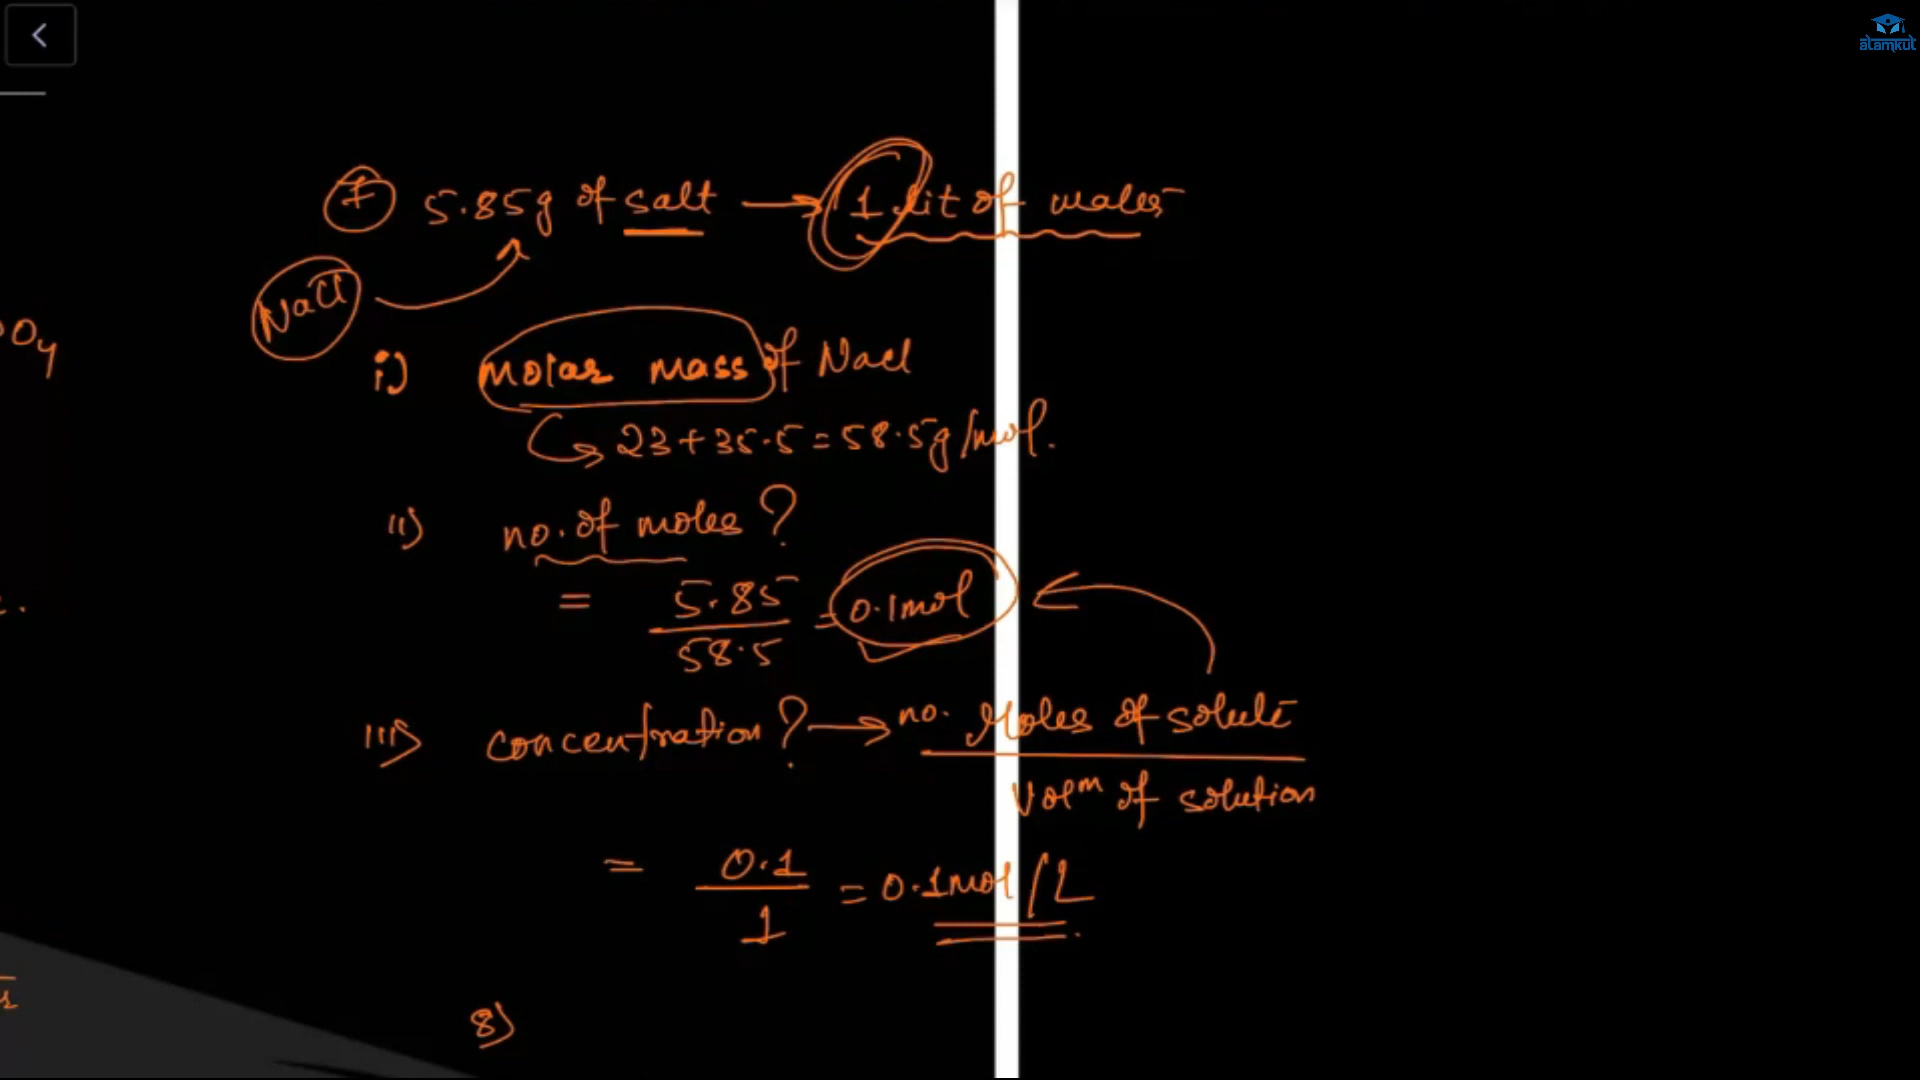 alamkut
7 5.85g of salt → 1 lit of water
NaCl
PO4
i) Molar mass of NaCl
↳ 23 + 35.5 = 58.5g/mol.
ii) no. of moles?
= 5.85 / 58.5 = 0.1mol
iii) concentration? → no. Moles of solute / Volm of solution
= 0.1 / 1 = 0.1mol/L
8)